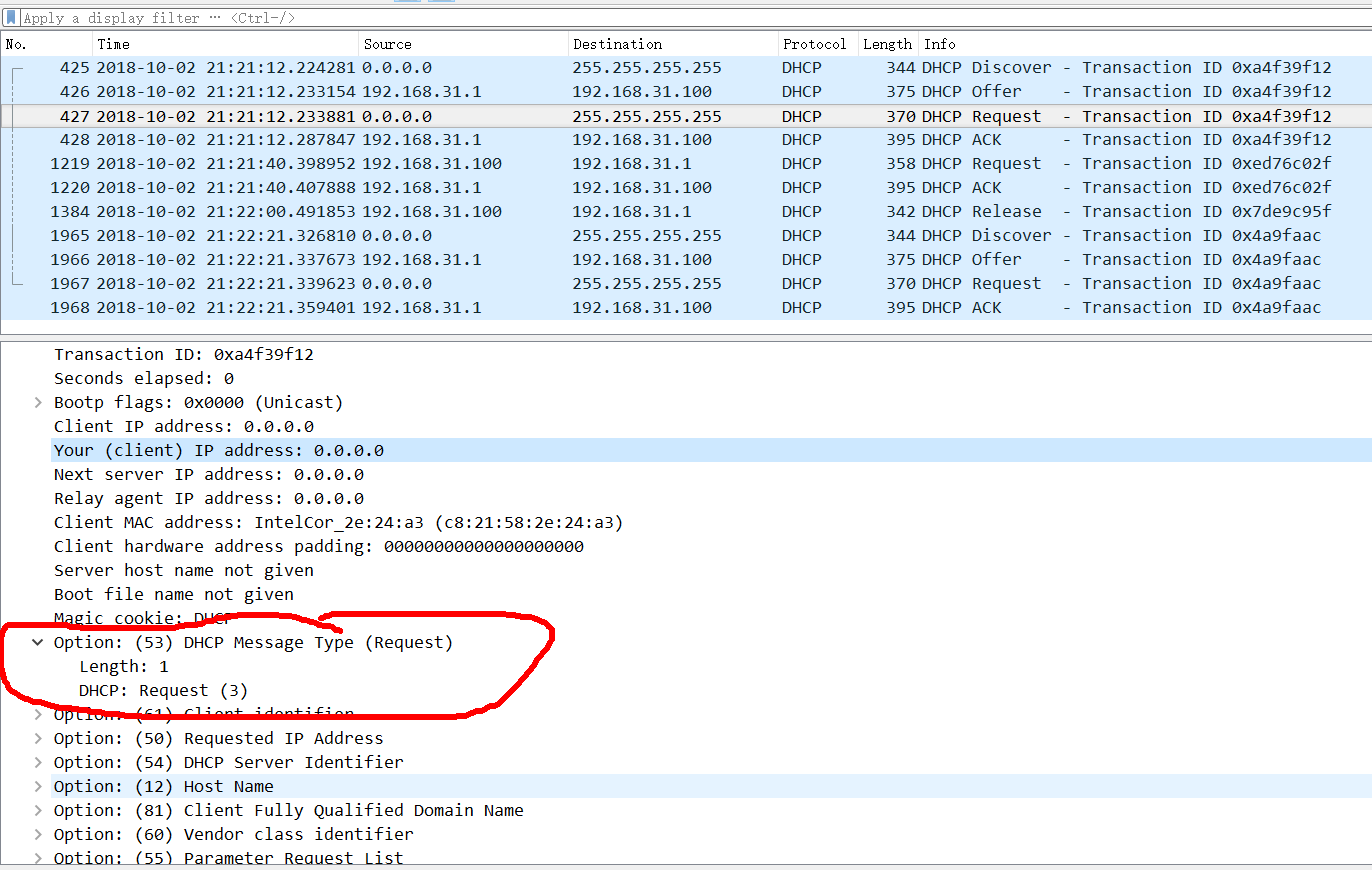 Apply a display filter ··· <Ctrl-/>
No. Time Source Destination Protocol Length Info
425 2018-10-02 21:21:12.224281 0.0.0.0 255.255.255.255 DHCP 344 DHCP Discover - Transaction ID 0xa4f39f12
426 2018-10-02 21:21:12.233154 192.168.31.1 192.168.31.100 DHCP 375 DHCP Offer - Transaction ID 0xa4f39f12
427 2018-10-02 21:21:12.233881 0.0.0.0 255.255.255.255 DHCP 370 DHCP Request - Transaction ID 0xa4f39f12
428 2018-10-02 21:21:12.287847 192.168.31.1 192.168.31.100 DHCP 395 DHCP ACK - Transaction ID 0xa4f39f12
1219 2018-10-02 21:21:40.398952 192.168.31.100 192.168.31.1 DHCP 358 DHCP Request - Transaction ID 0xed76c02f
1220 2018-10-02 21:21:40.407888 192.168.31.1 192.168.31.100 DHCP 395 DHCP ACK - Transaction ID 0xed76c02f
1384 2018-10-02 21:22:00.491853 192.168.31.100 192.168.31.1 DHCP 342 DHCP Release - Transaction ID 0x7de9c95f
1965 2018-10-02 21:22:21.326810 0.0.0.0 255.255.255.255 DHCP 344 DHCP Discover - Transaction ID 0x4a9faac
1966 2018-10-02 21:22:21.337673 192.168.31.1 192.168.31.100 DHCP 375 DHCP Offer - Transaction ID 0x4a9faac
1967 2018-10-02 21:22:21.339623 0.0.0.0 255.255.255.255 DHCP 370 DHCP Request - Transaction ID 0x4a9faac
1968 2018-10-02 21:22:21.359401 192.168.31.1 192.168.31.100 DHCP 395 DHCP ACK - Transaction ID 0x4a9faac
Transaction ID: 0xa4f39f12
Seconds elapsed: 0
Bootp flags: 0x0000 (Unicast)
Client IP address: 0.0.0.0
Your (client) IP address: 0.0.0.0
Next server IP address: 0.0.0.0
Relay agent IP address: 0.0.0.0
Client MAC address: IntelCor_2e:24:a3 (c8:21:58:2e:24:a3)
Client hardware address padding: 00000000000000000000
Server host name not given
Boot file name not given
Magic cookie: DHCP
Option: (53) DHCP Message Type (Request)
Length: 1
DHCP: Request (3)
Option: (61) Client identifier
Option: (50) Requested IP Address
Option: (54) DHCP Server Identifier
Option: (12) Host Name
Option: (81) Client Fully Qualified Domain Name
Option: (60) Vendor class identifier
Option: (55) Parameter Request List